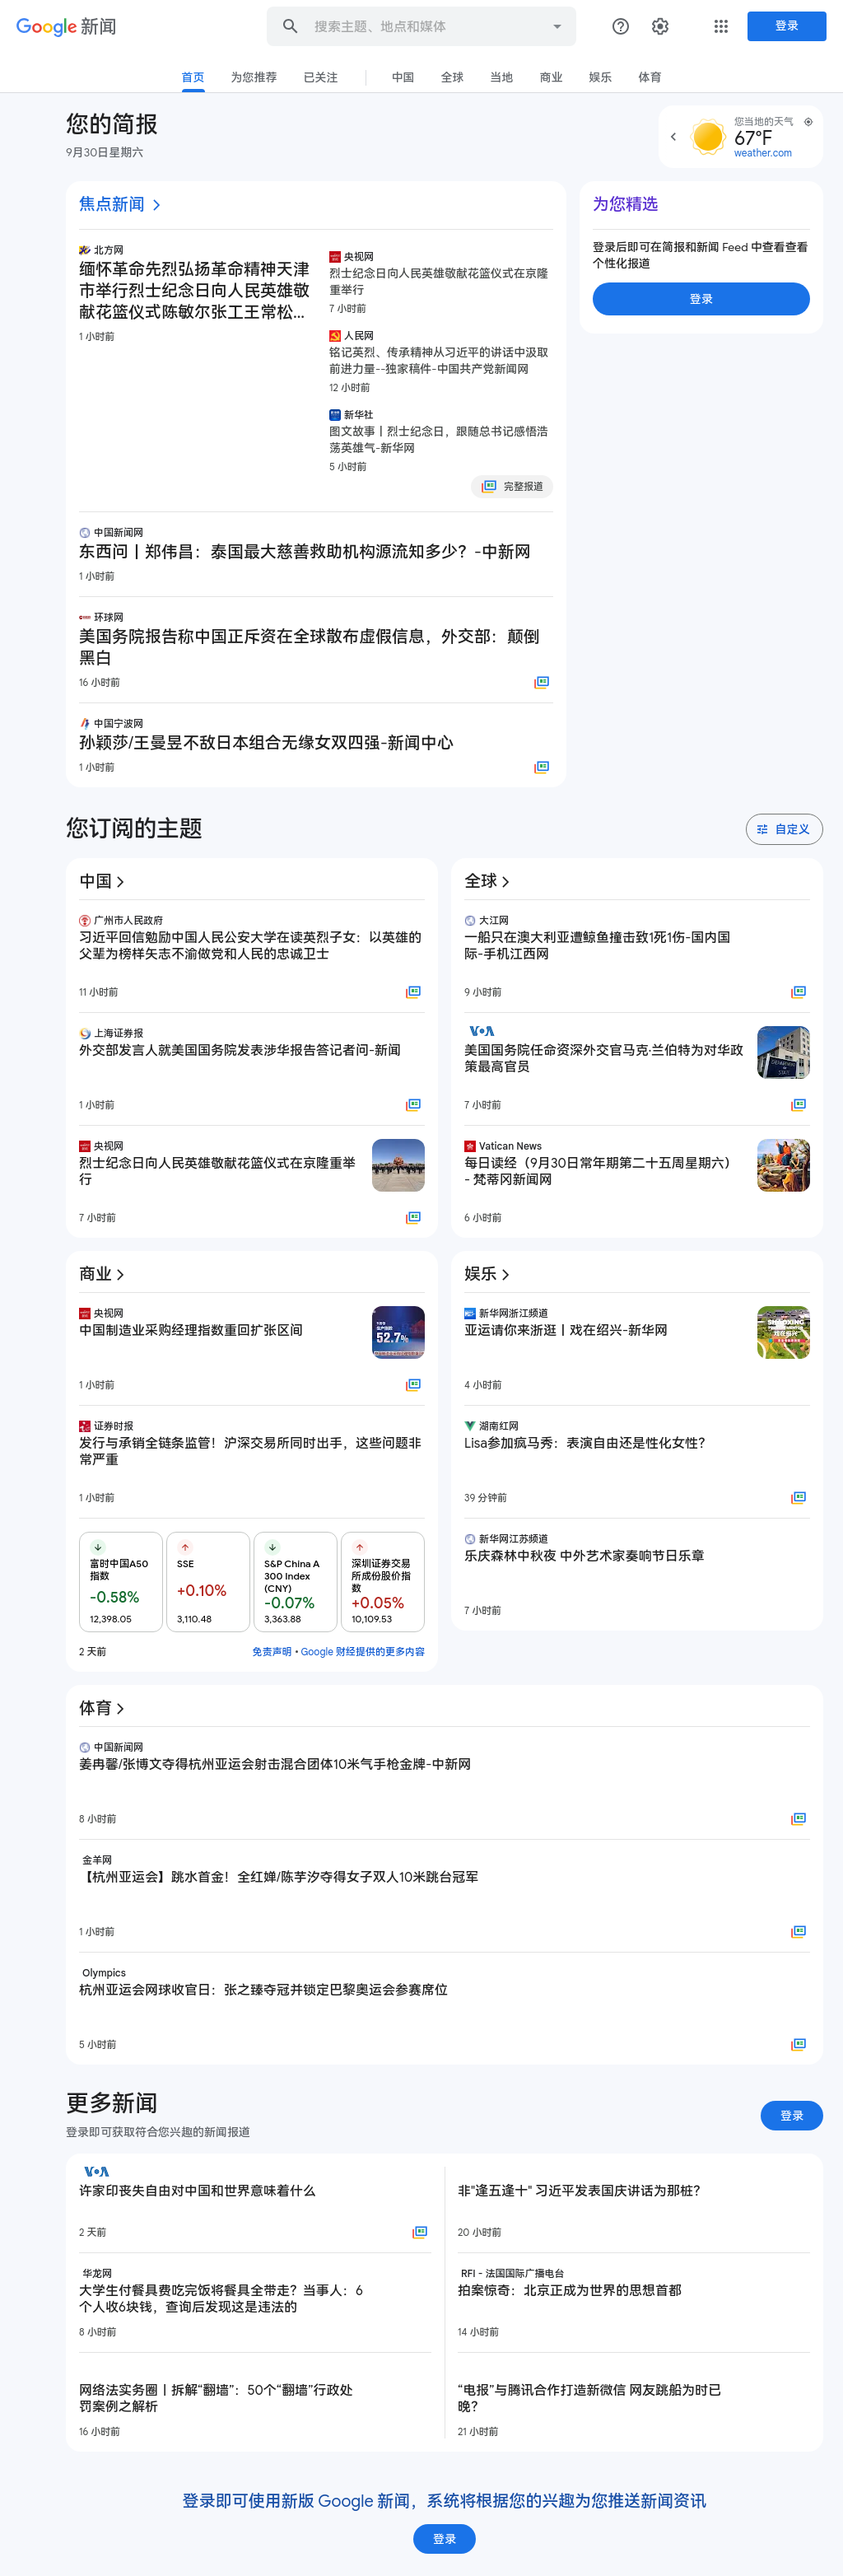 Google 新闻
搜索主题、地点和媒体
登录
首页
为您推荐
已关注
中国
全球
当地
商业
娱乐
体育
您的简报
9月30日星期六
您当地的天气
67°F
weather.com
焦点新闻
北方网
缅怀革命先烈弘扬革命精神天津
市举行烈士纪念日向人民英雄敬
献花篮仪式陈敏尔张工王常松...
1 小时前
央视网
烈士纪念日向人民英雄敬献花篮仪式在京隆
重举行
7 小时前
人民网
铭记英烈、传承精神从习近平的讲话中汲取
前进力量--独家稿件-中国共产党新闻网
12 小时前
新华社
图文故事丨烈士纪念日，跟随总书记感悟浩
荡英雄气-新华网
5 小时前
完整报道
中国新闻网
东西问丨郑伟昌：泰国最大慈善救助机构源流知多少？-中新网
1 小时前
环球网
美国务院报告称中国正斥资在全球散布虚假信息，外交部：颠倒
黑白
16 小时前
中国宁波网
孙颖莎/王曼昱不敌日本组合无缘女双四强-新闻中心
1 小时前
为您精选
登录后即可在简报和新闻 Feed 中查看查看
个性化报道
登录
您订阅的主题
自定义
中国
广州市人民政府
习近平回信勉励中国人民公安大学在读英烈子女：以英雄的
父辈为榜样矢志不渝做党和人民的忠诚卫士
11 小时前
上海证券报
外交部发言人就美国国务院发表涉华报告答记者问-新闻
1 小时前
央视网
烈士纪念日向人民英雄敬献花篮仪式在京隆重举
行
7 小时前
全球
大江网
一船只在澳大利亚遭鲸鱼撞击致1死1伤-国内国
际-手机江西网
9 小时前
VOA
美国国务院任命资深外交官马克·兰伯特为对华政
策最高官员
7 小时前
Vatican News
每日读经（9月30日常年期第二十五周星期六）
- 梵蒂冈新闻网
6 小时前
商业
央视网
中国制造业采购经理指数重回扩张区间
52.7%
1 小时前
证券时报
发行与承销全链条监管！沪深交易所同时出手，这些问题非
常严重
1 小时前
富时中国A50
指数
-0.58%
12,398.05
SSE
+0.10%
3,110.48
S&P China A
300 Index
(CNY)
-0.07%
3,363.88
深圳证券交易
所成份股价指
数
+0.05%
10,109.53
2 天前
免责声明 • Google 财经提供的更多内容
娱乐
新华网浙江频道
亚运请你来浙逛丨戏在绍兴-新华网
SHAOXING
戏在绍兴
4 小时前
湖南红网
Lisa参加疯马秀：表演自由还是性化女性？
39 分钟前
新华网江苏频道
乐庆森林中秋夜 中外艺术家奏响节日乐章
7 小时前
体育
中国新闻网
姜冉馨/张博文夺得杭州亚运会射击混合团体10米气手枪金牌-中新网
8 小时前
金羊网
【杭州亚运会】跳水首金！全红婵/陈芋汐夺得女子双人10米跳台冠军
1 小时前
Olympics
杭州亚运会网球收官日：张之臻夺冠并锁定巴黎奥运会参赛席位
5 小时前
更多新闻
登录即可获取符合您兴趣的新闻报道
登录
VOA
许家印丧失自由对中国和世界意味着什么
2 天前
华龙网
大学生付餐具费吃完饭将餐具全带走？当事人：6
个人收6块钱，查询后发现这是违法的
8 小时前
网络法实务圈丨拆解“翻墙”：50个“翻墙”行政处
罚案例之解析
16 小时前
非"逢五逢十" 习近平发表国庆讲话为那桩？
20 小时前
RFI - 法国国际广播电台
拍案惊奇：北京正成为世界的思想首都
14 小时前
“电报”与腾讯合作打造新微信 网友跳船为时已
晚？
21 小时前
登录即可使用新版 Google 新闻，系统将根据您的兴趣为您推送新闻资讯
登录